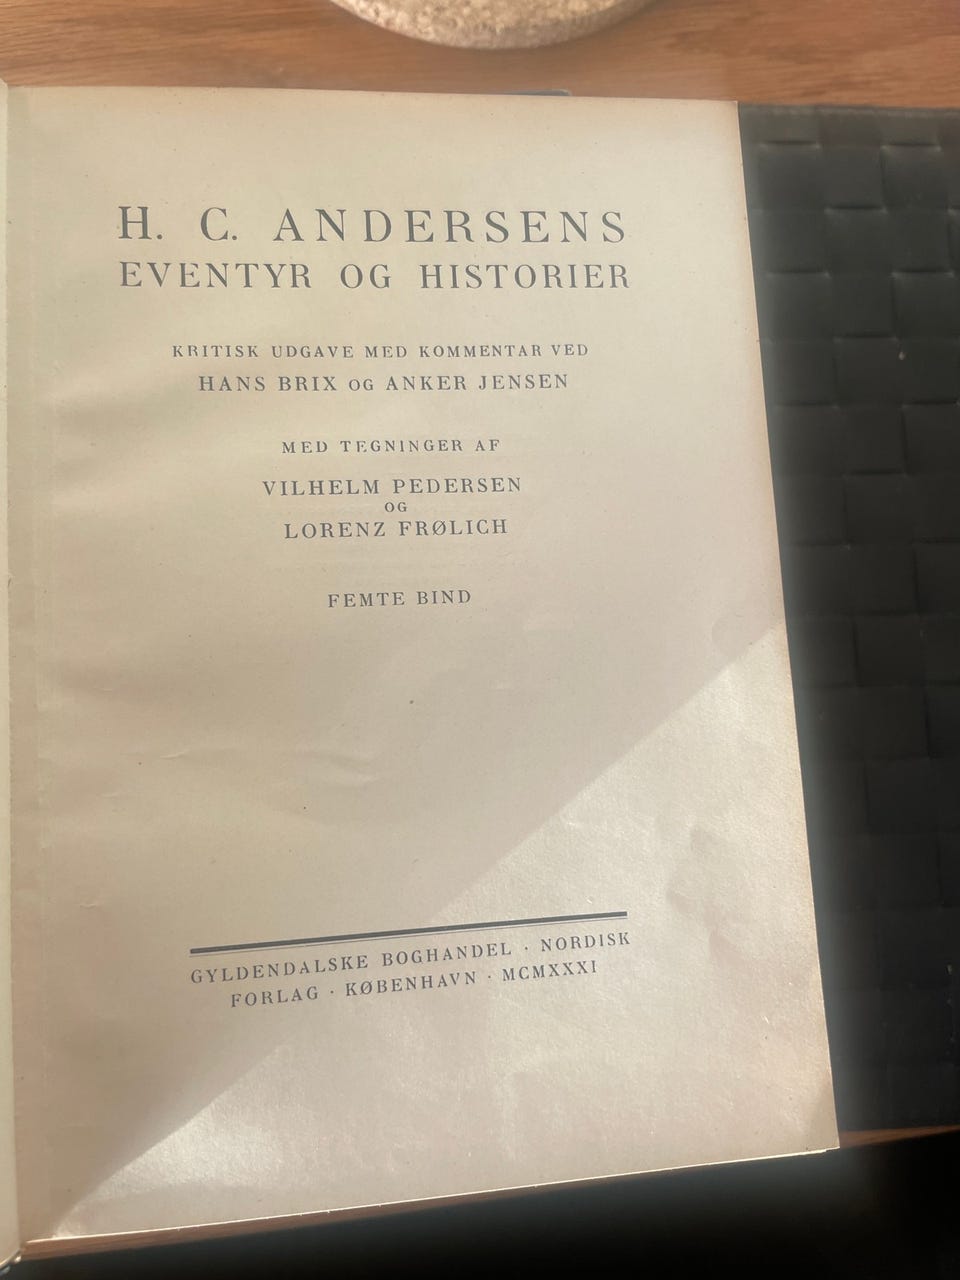 H. C. ANDERSENS
EVENTYR OG HISTORIER
KRITISK UDGAVE MED KOMMENTAR VED
HANS BRIX OG ANKER JENSEN
MED TEGNINGER AF
VILHELM PEDERSEN
OG
LORENZ FRØLICH
FEMTE BIND
GYLDENDALSKE BOGHANDEL · NORDISK
FORLAG · KØBENHAVN · MCMXXXI